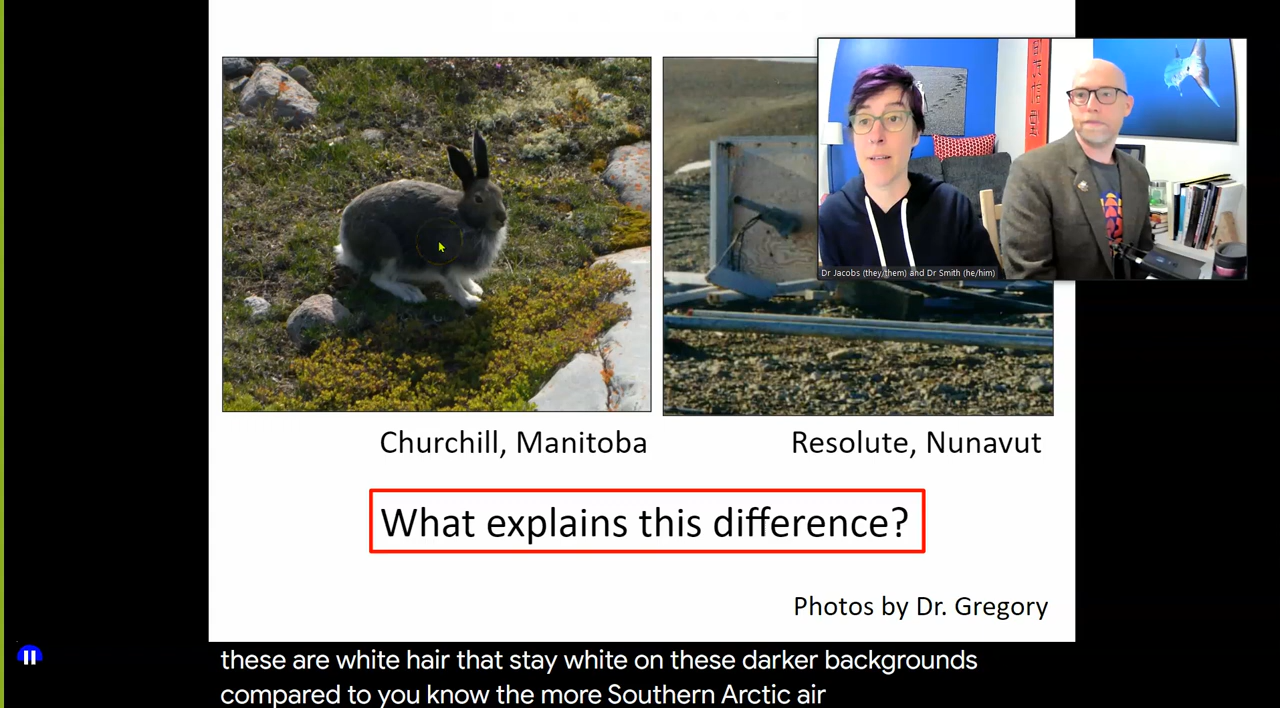 Dr Jacobs (they/them) and Dr Smith (he/him)
Churchill, Manitoba
Resolute, Nunavut
What explains this difference?
Photos by Dr. Gregory
these are white hair that stay white on these darker backgrounds
compared to you know the more Southern Arctic air